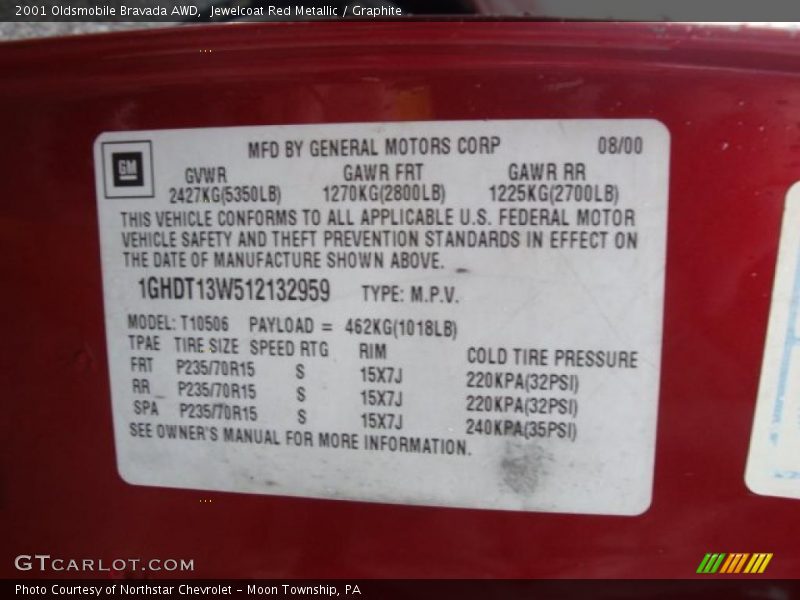 2001 Oldsmobile Bravada AWD, Jewelcoat Red Metallic / Graphite
MFD BY GENERAL MOTORS CORP 08/00
GM
GVWR GAWR FRT GAWR RR
2427KG(5350LB) 1270KG(2800LB) 1225KG(2700LB)
THIS VEHICLE CONFORMS TO ALL APPLICABLE U.S. FEDERAL MOTOR
VEHICLE SAFETY AND THEFT PREVENTION STANDARDS IN EFFECT ON
THE DATE OF MANUFACTURE SHOWN ABOVE.
1GHDT13W512132959 TYPE: M.P.V.
MODEL: T10506 PAYLOAD = 462KG(1018LB)
TPAE TIRE SIZE SPEED RTG RIM COLD TIRE PRESSURE
FRT P235/70R15 S 15X7J 220KPA(32PSI)
RR_ P235/70R15 S 15X7J 220KPA(32PSI)
SPA P235/70R15 S 15X7J 240KPA(35PSI)
SEE OWNER'S MANUAL FOR MORE INFORMATION.
GTCARLOT.COM
Photo Courtesy of Northstar Chevrolet - Moon Township, PA